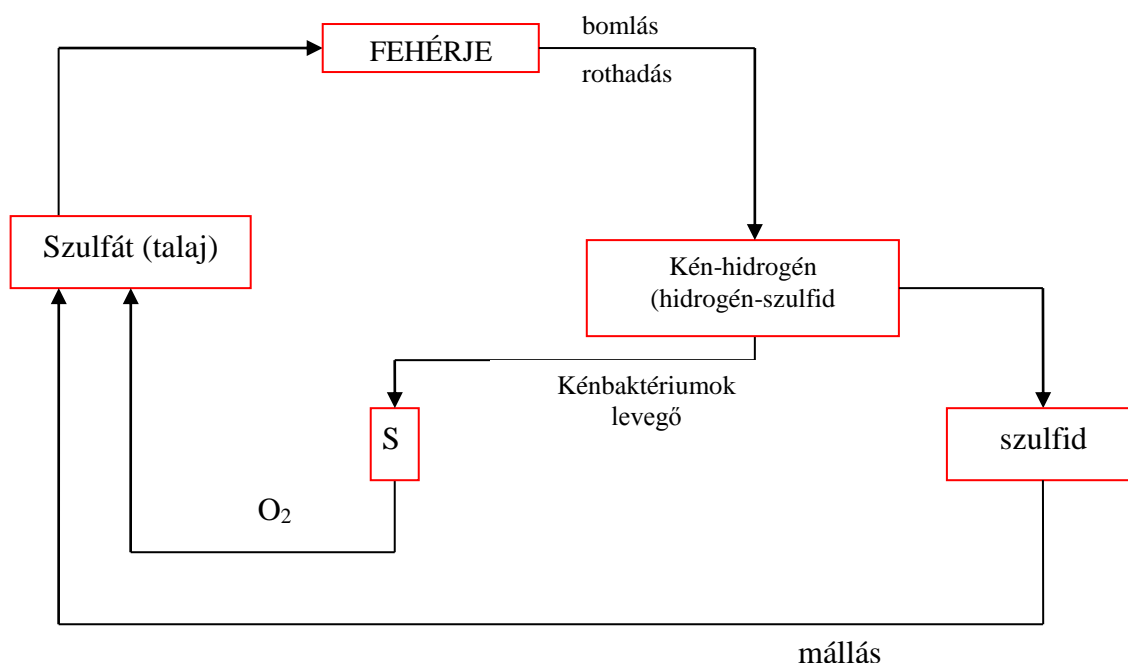 bomlás
FEHÉRJE
rothadás
Szulfát (talaj)
Kén-hidrogén
(hidrogén-szulfid
Kénbaktériumok
levegő
S
szulfid
O₂
mállás